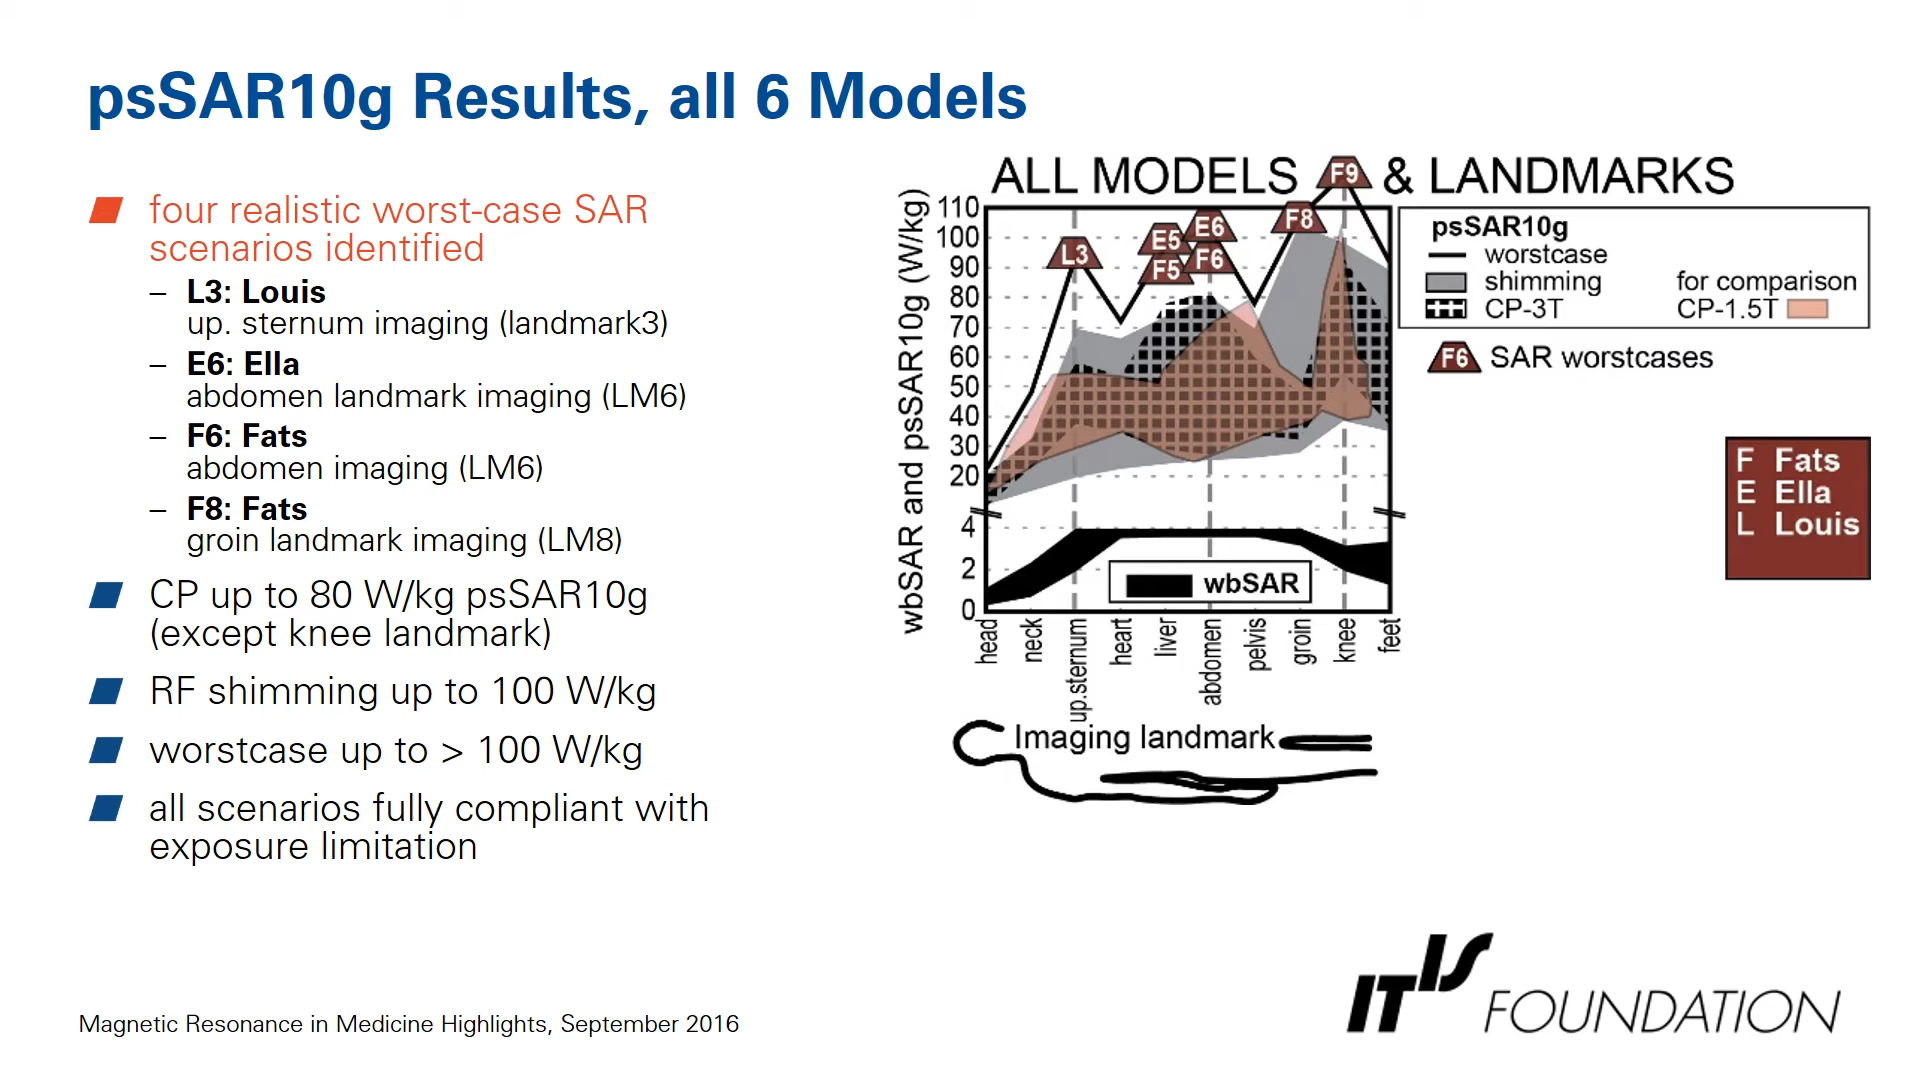 psSAR10g Results, all 6 Models
four realistic worst-case SAR
scenarios identified
– L3: Louis
up. sternum imaging (landmark3)
– E6: Ella
abdomen landmark imaging (LM6)
– F6: Fats
abdomen imaging (LM6)
– F8: Fats
groin landmark imaging (LM8)
CP up to 80 W/kg psSAR10g
(except knee landmark)
RF shimming up to 100 W/kg
worstcase up to > 100 W/kg
all scenarios fully compliant with
exposure limitation
Magnetic Resonance in Medicine Highlights, September 2016
ALL MODELS & LANDMARKS
F9
F8
E6
E5
L3
F6
F5
wbSAR and psSAR10g (W/kg)
110
100
90
80
70
60
50
40
30
20
4
2
0
wbSAR
head
neck
up.sternum
heart
liver
abdomen
pelvis
groin
knee
feet
Imaging landmark
psSAR10g
worstcase
shimming for comparison
CP-3T CP-1.5T
F6 SAR worstcases
F Fats
E Ella
L Louis
IT'IS FOUNDATION